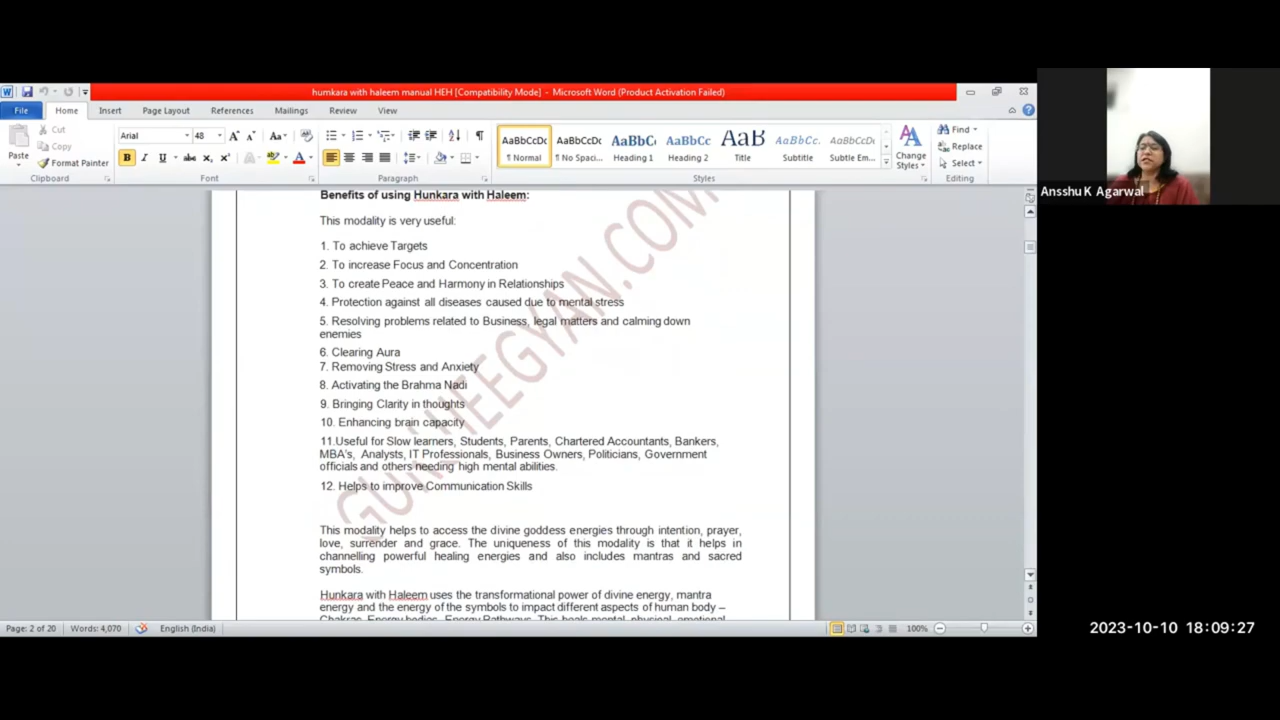 humkara with haleem manual HEH [Compatibility Mode] - Microsoft Word (Product Activation Failed)
File Home Insert Page Layout References Mailings Review View
Paste
Cut
Copy
Format Painter
Clipboard
Arial 48
Font
Paragraph
AaBbCcDc AaBbCcDc AaBbC AaBbCc AaB AaBbCc. AaBbCcDc
¶ Normal ¶ No Spaci... Heading 1 Heading 2 Title Subtitle Subtle Em...
Change Styles
Styles
Find
Replace
Select
Editing
Ansshu K Agarwal
Benefits of using Hunkara with Haleem:
This modality is very useful:
1. To achieve Targets
2. To increase Focus and Concentration
3. To create Peace and Harmony in Relationships
4. Protection against all diseases caused due to mental stress
5. Resolving problems related to Business, legal matters and calming down
enemies
6. Clearing Aura
7. Removing Stress and Anxiety
8. Activating the Brahma Nadi
9. Bringing Clarity in thoughts
10. Enhancing brain capacity
11.Useful for Slow learners, Students, Parents, Chartered Accountants, Bankers,
MBA's, Analysts, IT Professionals, Business Owners, Politicians, Government
officials and others needing high mental abilities.
12. Helps to improve Communication Skills
This modality helps to access the divine goddess energies through intention, prayer,
love, surrender and grace. The uniqueness of this modality is that it helps in
channelling powerful healing energies and also includes mantras and sacred
symbols.
Hunkara with Haleem uses the transformational power of divine energy, mantra
energy and the energy of the symbols to impact different aspects of human body –
Chakras, Energy bodies, Energy Pathways. This heals mental, physical, emotional
Page: 2 of 20 Words: 4,070 English (India) 100%
2023-10-10 18:09:27